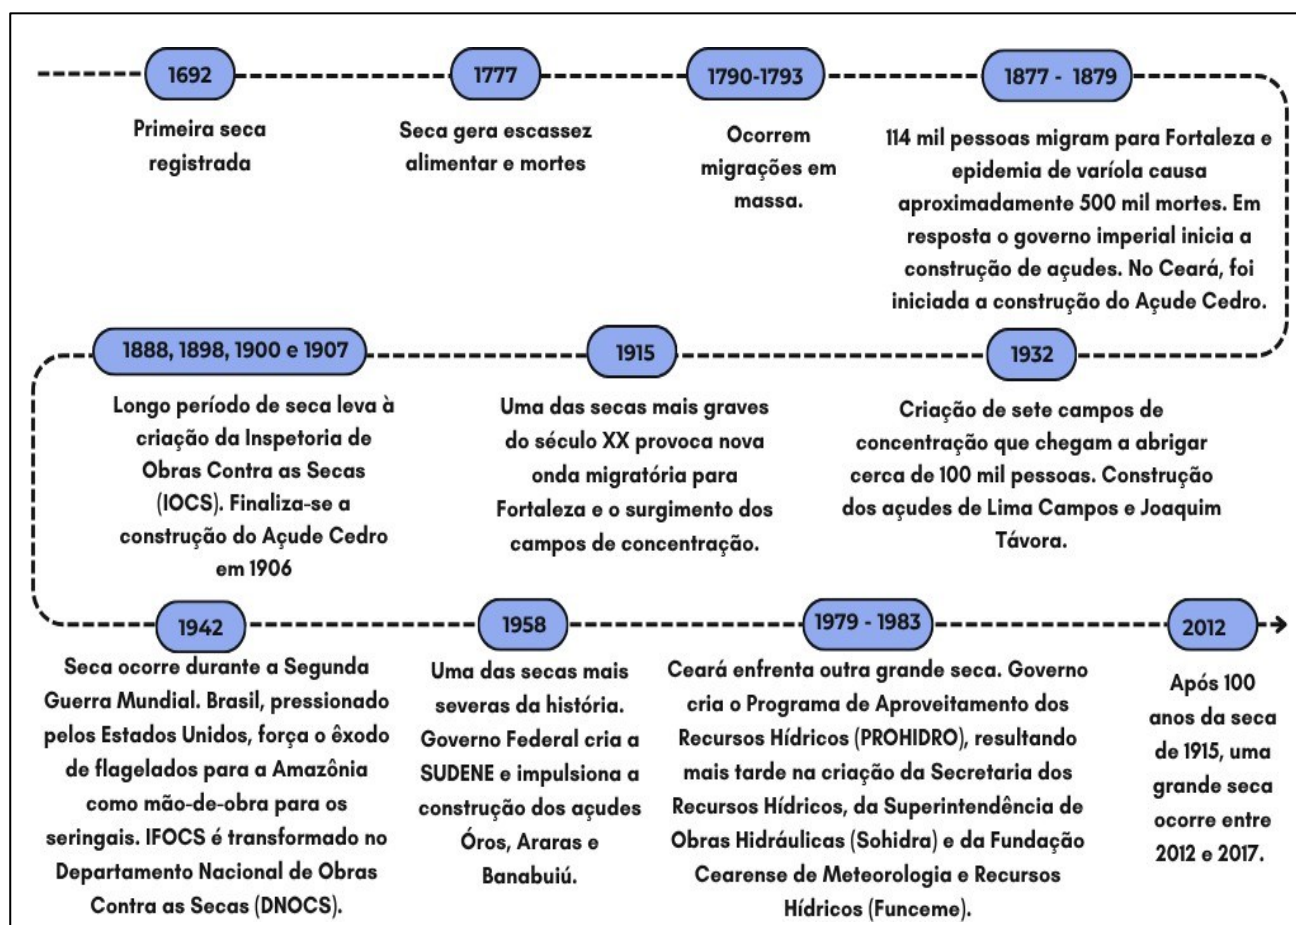 1692
Primeira seca
registrada
1777
Seca gera escassez
alimentar e mortes
1790-1793
Ocorrem
migrações em
massa.
1877 - 1879
114 mil pessoas migram para Fortaleza e
epidemia de varíola causa
aproximadamente 500 mil mortes. Em
resposta o governo imperial inicia a
construção de açudes. No Ceará, foi
iniciada a construção do Açude Cedro.
1888, 1898, 1900 e 1907
Longo período de seca leva à
criação da Inspetoria de
Obras Contra as Secas
(IOCS). Finaliza-se a
construção do Açude Cedro
em 1906
1915
Uma das secas mais graves
do século XX provoca nova
onda migratória para
Fortaleza e o surgimento dos
campos de concentração.
1932
Criação de sete campos de
concentração que chegam a abrigar
cerca de 100 mil pessoas. Construção
dos açudes de Lima Campos e Joaquim
Távora.
1942
Seca ocorre durante a Segunda
Guerra Mundial. Brasil, pressionado
pelos Estados Unidos, força o êxodo
de flagelados para a Amazônia
como mão-de-obra para os
seringais. IFOCS é transformado no
Departamento Nacional de Obras
Contra as Secas (DNOCS).
1958
Uma das secas mais
severas da história.
Governo Federal cria a
SUDENE e impulsiona a
construção dos açudes
Óros, Araras e
Banabuiú.
1979 - 1983
Ceará enfrenta outra grande seca. Governo
cria o Programa de Aproveitamento dos
Recursos Hídricos (PROHIDRO), resultando
mais tarde na criação da Secretaria dos
Recursos Hídricos, da Superintendência de
Obras Hidráulicas (Sohidra) e da Fundação
Cearense de Meteorologia e Recursos
Hídricos (Funceme).
2012
Após 100
anos da seca
de 1915, uma
grande seca
ocorre entre
2012 e 2017.